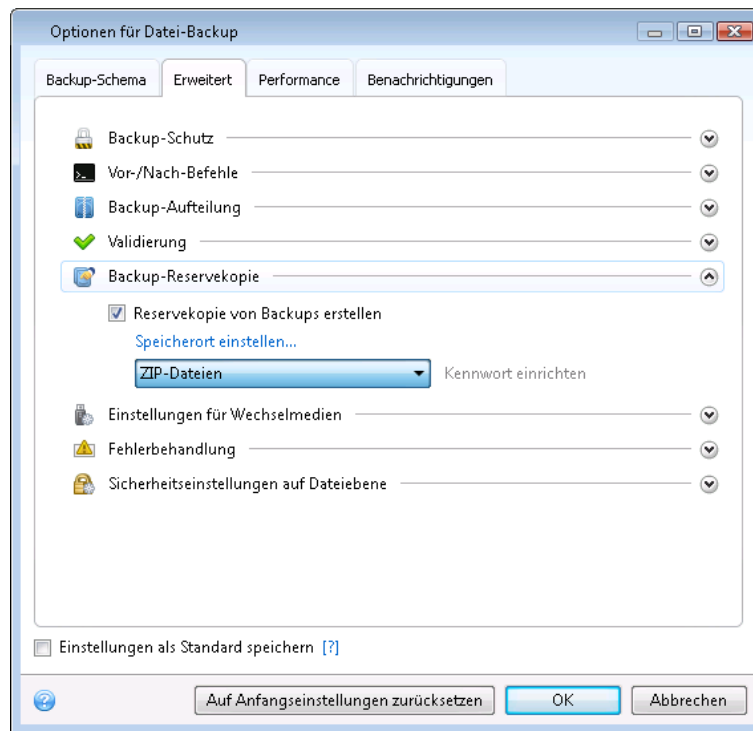 Optionen für Datei-Backup
Backup-Schema Erweitert Performance Benachrichtigungen
Backup-Schutz
Vor-/Nach-Befehle
Backup-Aufteilung
Validierung
Backup-Reservekopie
Reservekopie von Backups erstellen
Speicherort einstellen...
ZIP-Dateien Kennwort einrichten
Einstellungen für Wechselmedien
Fehlerbehandlung
Sicherheitseinstellungen auf Dateiebene
Einstellungen als Standard speichern [?]
Auf Anfangseinstellungen zurücksetzen OK Abbrechen